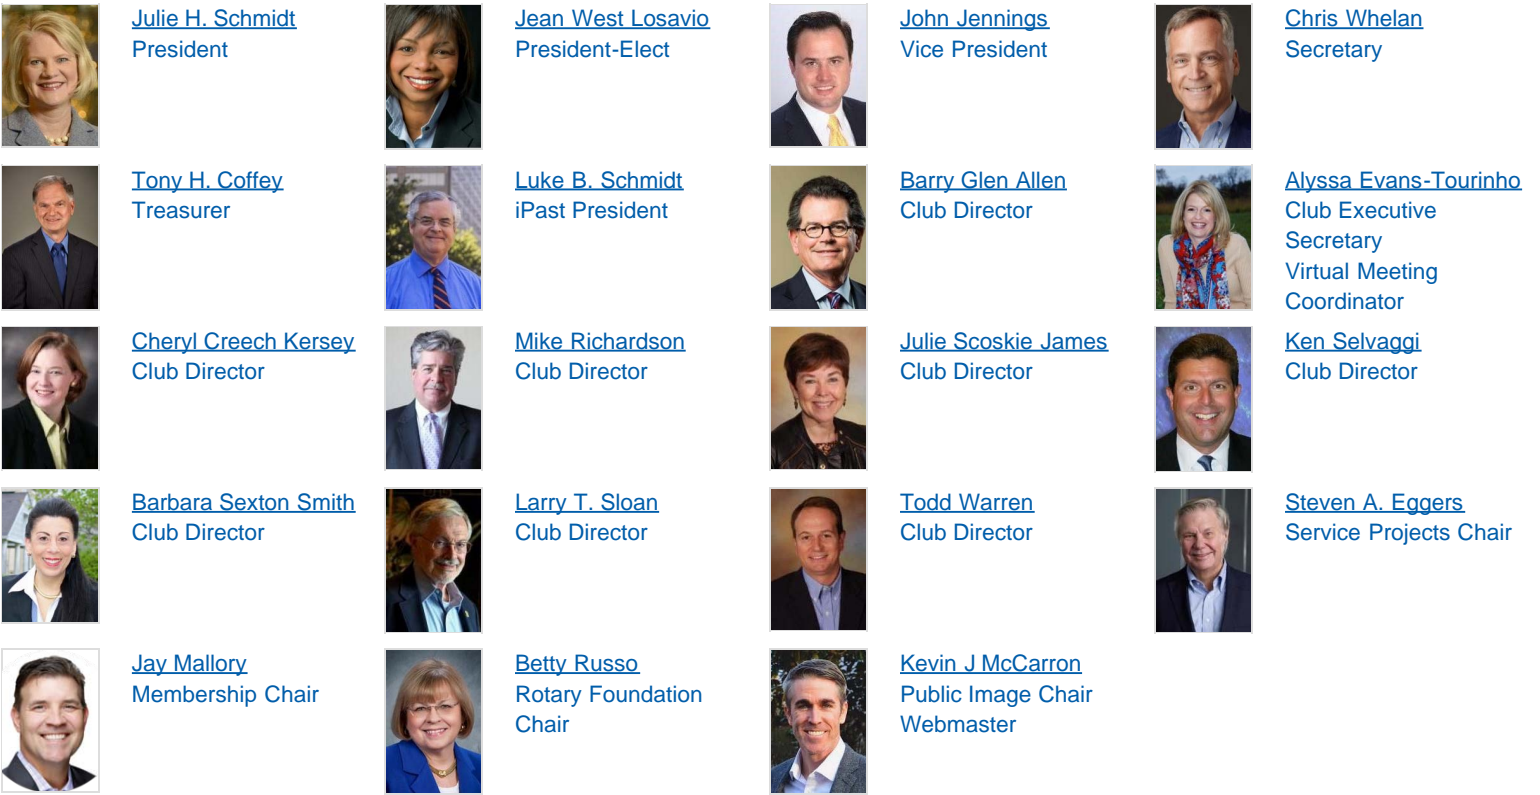 Julie H. Schmidt
President
Jean West Losavio
President-Elect
John Jennings
Vice President
Chris Whelan
Secretary
Tony H. Coffey
Treasurer
Luke B. Schmidt
iPast President
Barry Glen Allen
Club Director
Alyssa Evans-Tourinho
Club Executive
Secretary
Virtual Meeting
Coordinator
Cheryl Creech Kersey
Club Director
Mike Richardson
Club Director
Julie Scoskie James
Club Director
Ken Selvaggi
Club Director
Barbara Sexton Smith
Club Director
Larry T. Sloan
Club Director
Todd Warren
Club Director
Steven A. Eggers
Service Projects Chair
Jay Mallory
Membership Chair
Betty Russo
Rotary Foundation
Chair
Kevin J McCarron
Public Image Chair
Webmaster